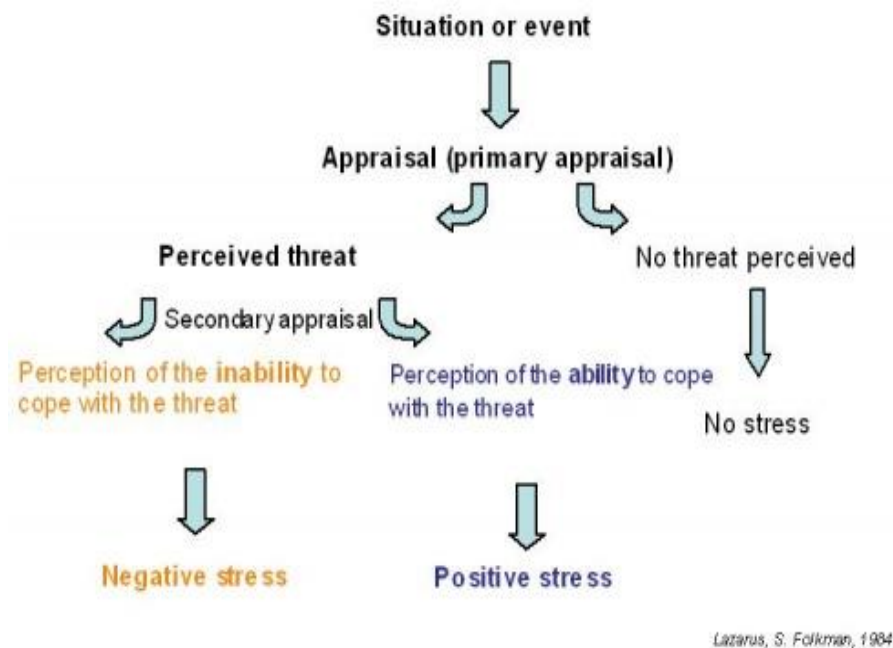 Situation or event
Appraisal (primary appraisal)
Perceived threat
No threat perceived
Secondary appraisal
Perception of the inability to
cope with the threat
Perception of the ability to cope
with the threat
No stress
Negative stress
Positive stress
Lazarus, S. Folkman, 1984